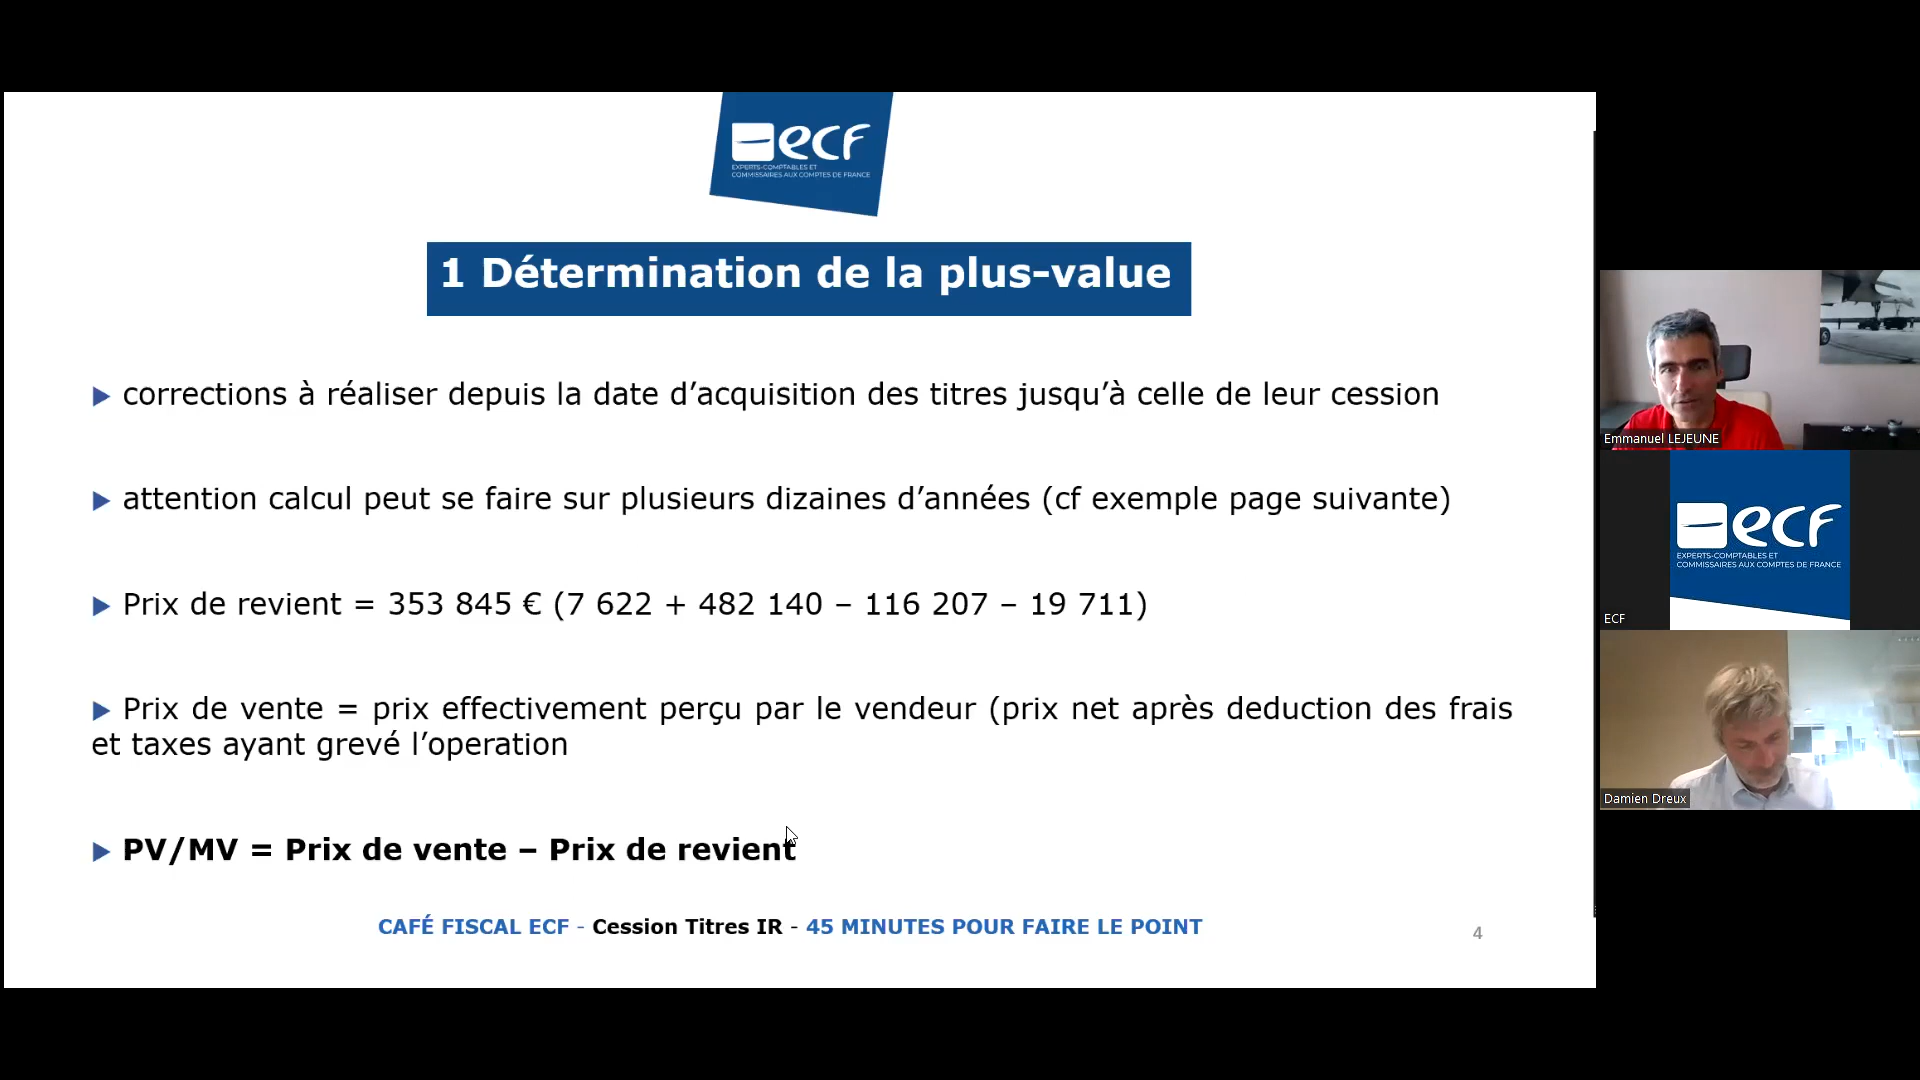 ecf
EXPERTS-COMPTABLES ET
COMMISSAIRES AUX COMPTES DE FRANCE
1 Détermination de la plus-value
corrections à réaliser depuis la date d’acquisition des titres jusqu’à celle de leur cession
attention calcul peut se faire sur plusieurs dizaines d’années (cf exemple page suivante)
Prix de revient = 353 845 € (7 622 + 482 140 – 116 207 – 19 711)
Prix de vente = prix effectivement perçu par le vendeur (prix net après deduction des frais
et taxes ayant grevé l’operation
PV/MV = Prix de vente – Prix de revient
CAFÉ FISCAL ECF - Cession Titres IR - 45 MINUTES POUR FAIRE LE POINT
4
Emmanuel LEJEUNE
ecf
EXPERTS-COMPTABLES ET
COMMISSAIRES AUX COMPTES DE FRANCE
ECF
Damien Dreux